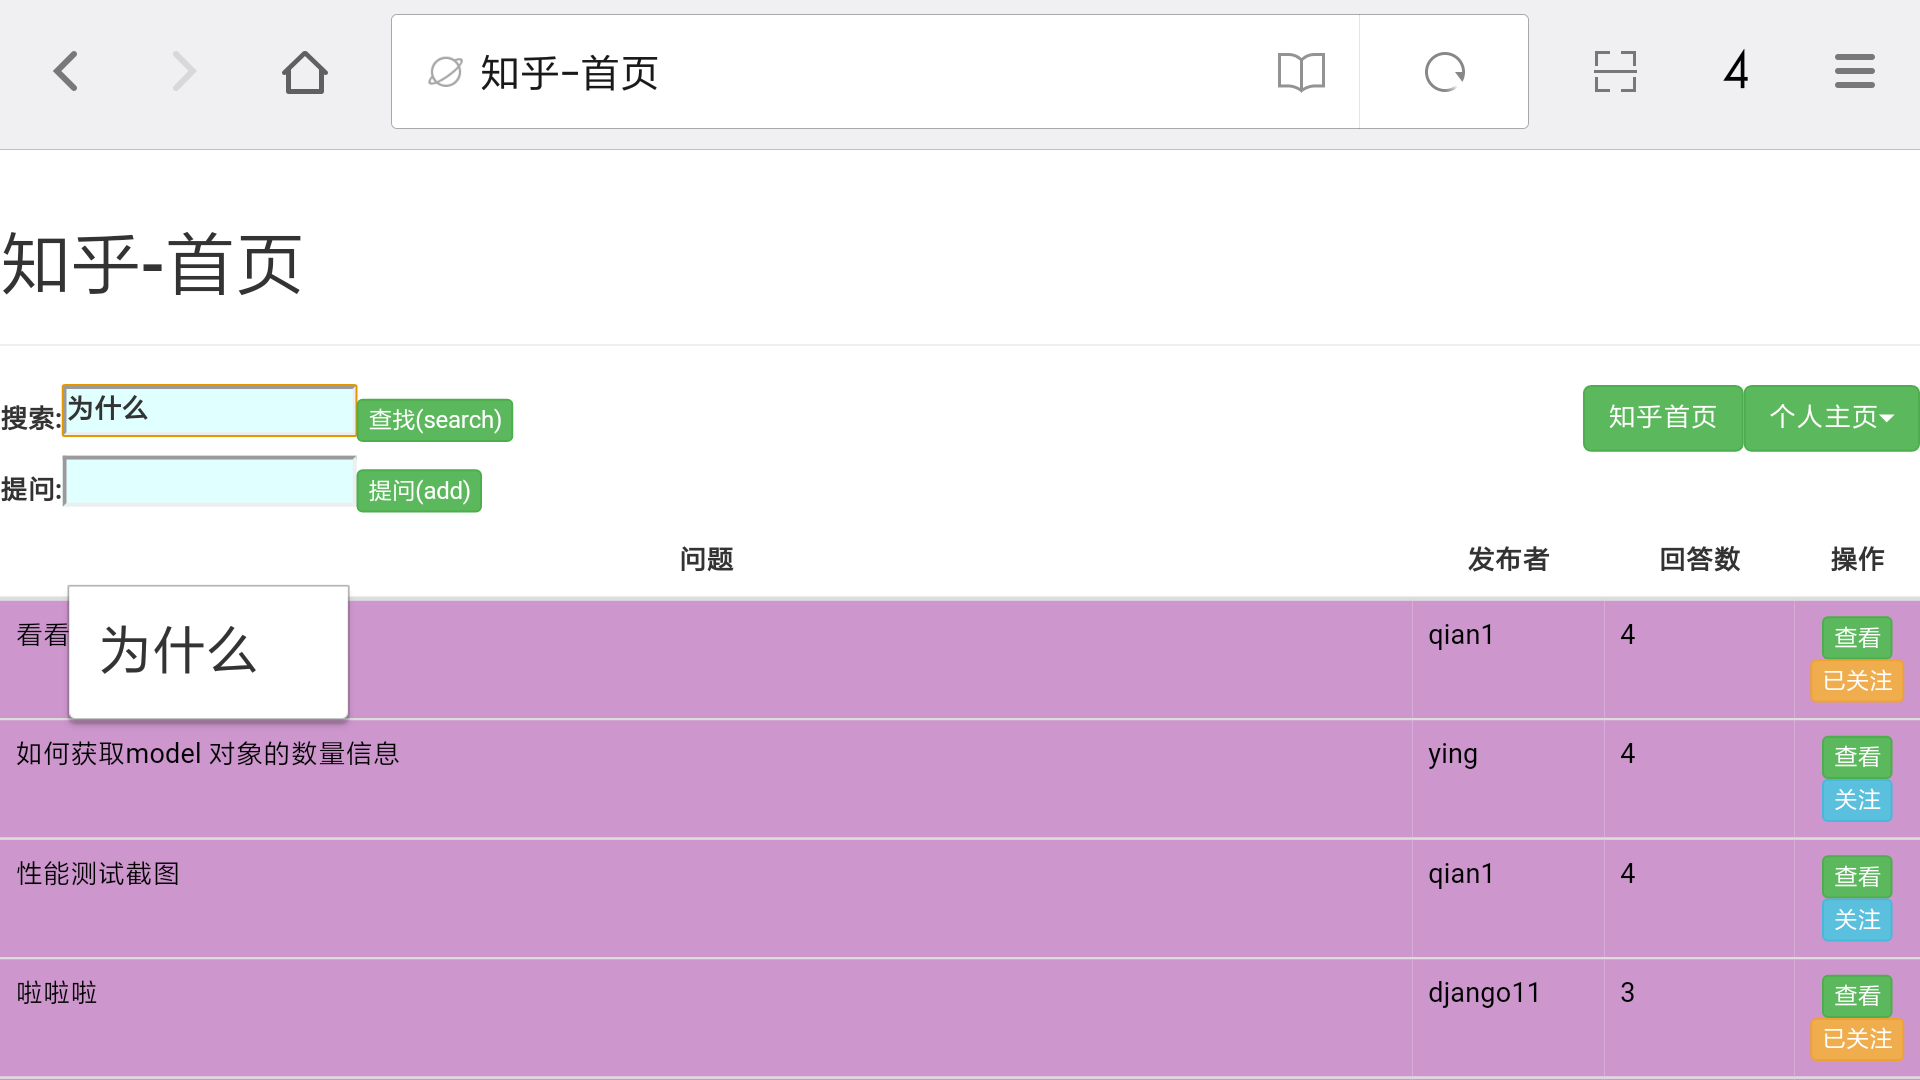 知乎-首页
4
知乎-首页
搜索:为什么 查找(search) 知乎首页 个人主页
提问: 提问(add)
问题 发布者 回答数 操作
为什么
看看 qian1 4 查看
已关注
如何获取model 对象的数量信息 ying 4 查看
关注
性能测试截图 qian1 4 查看
关注
啦啦啦 django11 3 查看
已关注